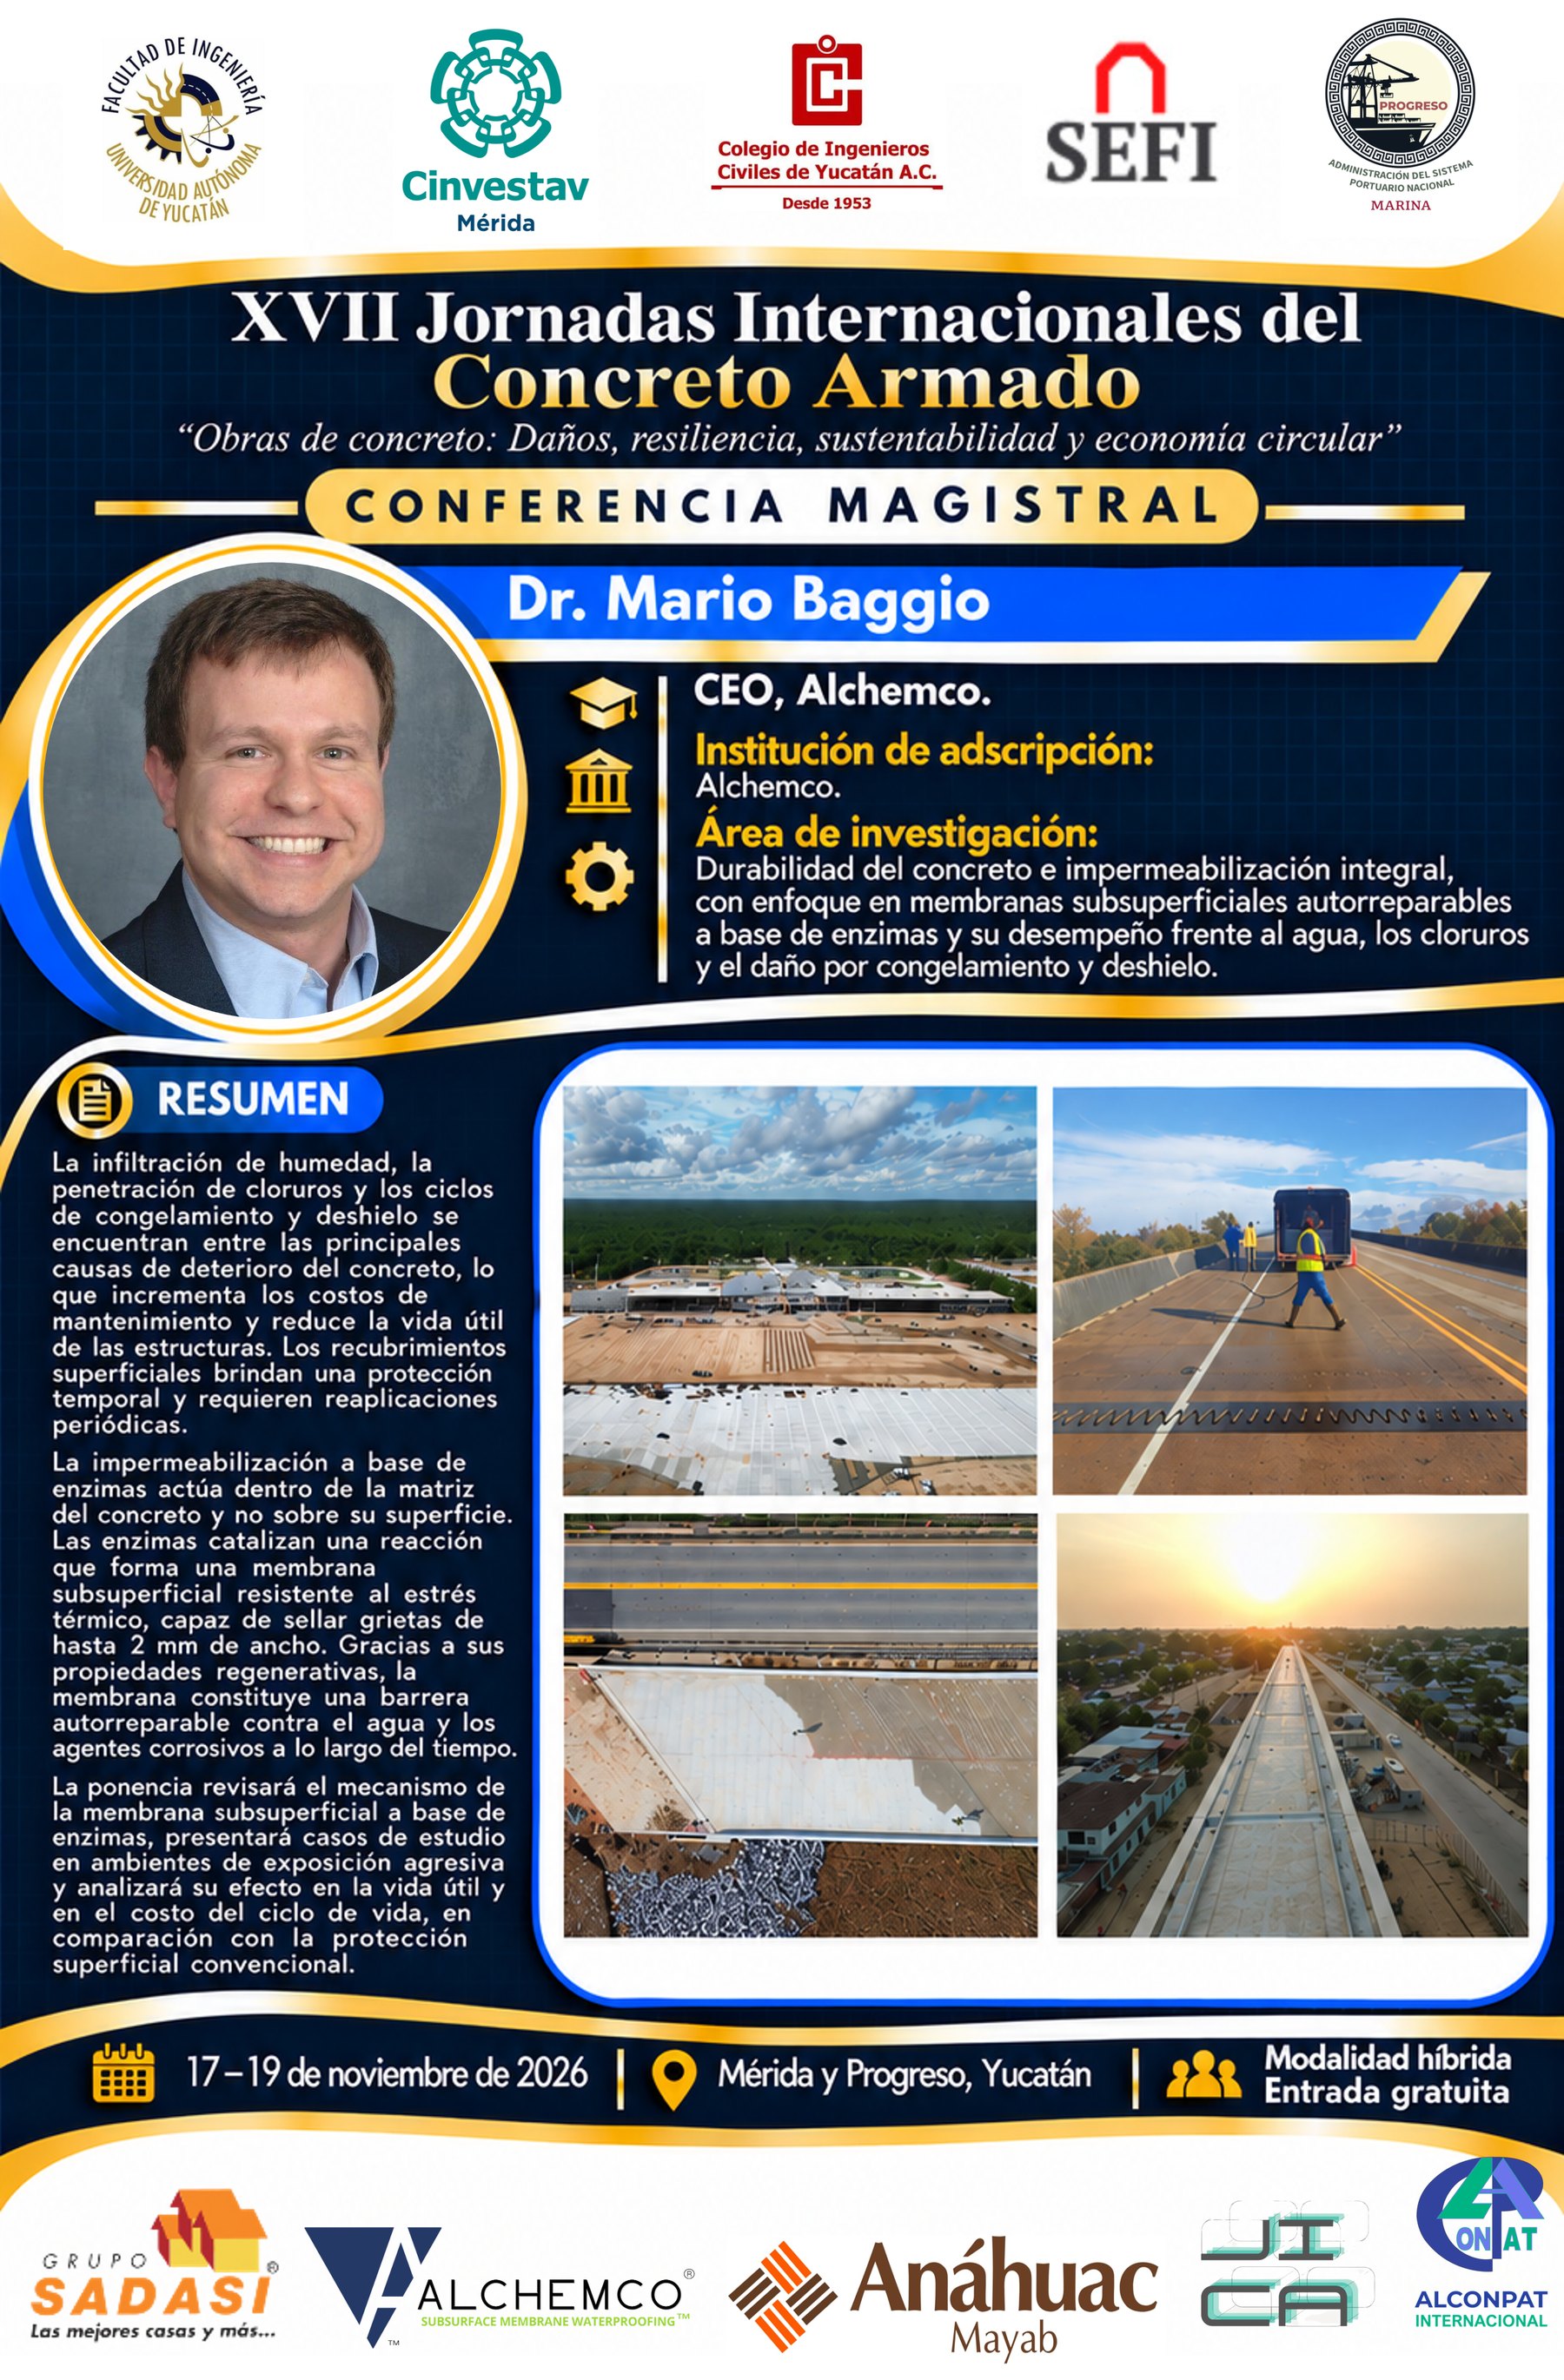 FACULTAD DE INGENIERÍA
UNIVERSIDAD AUTÓNOMA
DE YUCATÁN
Cinvestav
Mérida
Colegio de Ingenieros
Civiles de Yucatán A.C.
Desde 1953
SEFI
PROGRESO
ADMINISTRACIÓN DEL SISTEMA
PORTUARIO NACIONAL
MARINA
XVII Jornadas Internacionales del
Concreto Armado
“Obras de concreto: Daños, resiliencia, sustentabilidad y economía circular”
CONFERENCIA MAGISTRAL
Dr. Mario Baggio
CEO, Alchemco.
Institución de adscripción:
Alchemco.
Área de investigación:
Durabilidad del concreto e impermeabilización integral,
con enfoque en membranas subsuperficiales autorreparables
a base de enzimas y su desempeño frente al agua, los cloruros
y el daño por congelamiento y deshielo.
RESUMEN
La infiltración de humedad, la
penetración de cloruros y los ciclos
de congelamiento y deshielo se
encuentran entre las principales
causas de deterioro del concreto, lo
que incrementa los costos de
mantenimiento y reduce la vida útil
de las estructuras. Los recubrimientos
superficiales brindan una protección
temporal y requieren reaplicaciones
periódicas.
La impermeabilización a base de
enzimas actúa dentro de la matriz
del concreto y no sobre su superficie.
Las enzimas catalizan una reacción
que forma una membrana
subsuperficial resistente al estrés
térmico, capaz de sellar grietas de
hasta 2 mm de ancho. Gracias a sus
propiedades regenerativas, la
membrana constituye una barrera
autorreparable contra el agua y los
agentes corrosivos a lo largo del tiempo.
La ponencia revisará el mecanismo de
la membrana subsuperficial a base de
enzimas, presentará casos de estudio
en ambientes de exposición agresiva
y analizará su efecto en la vida útil y
en el costo del ciclo de vida, en
comparación con la protección
superficial convencional.
17–19 de noviembre de 2026
Mérida y Progreso, Yucatán
Modalidad híbrida
Entrada gratuita
GRUPO
SADASI®
Las mejores casas y más...
ALCHEMCO®
SUBSURFACE MEMBRANE WATERPROOFING™
™
Anáhuac
Mayab
JI
CA
ALCONPAT
ALCONPAT
INTERNACIONAL